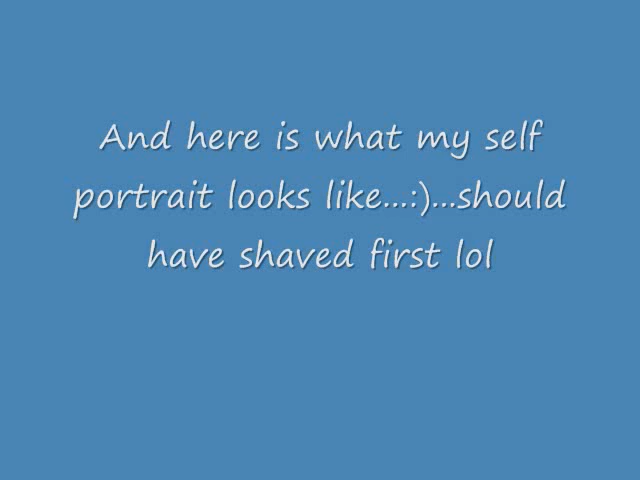 And here is what my self
portrait looks like...:)...should
have shaved first lol